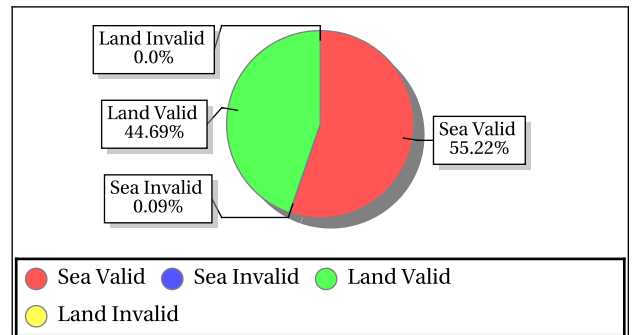 Land Invalid
0.0%
Land Valid
44.69%
Sea Valid
55.22%
Sea Invalid
0.09%
Sea Valid
Sea Invalid
Land Valid
Land Invalid